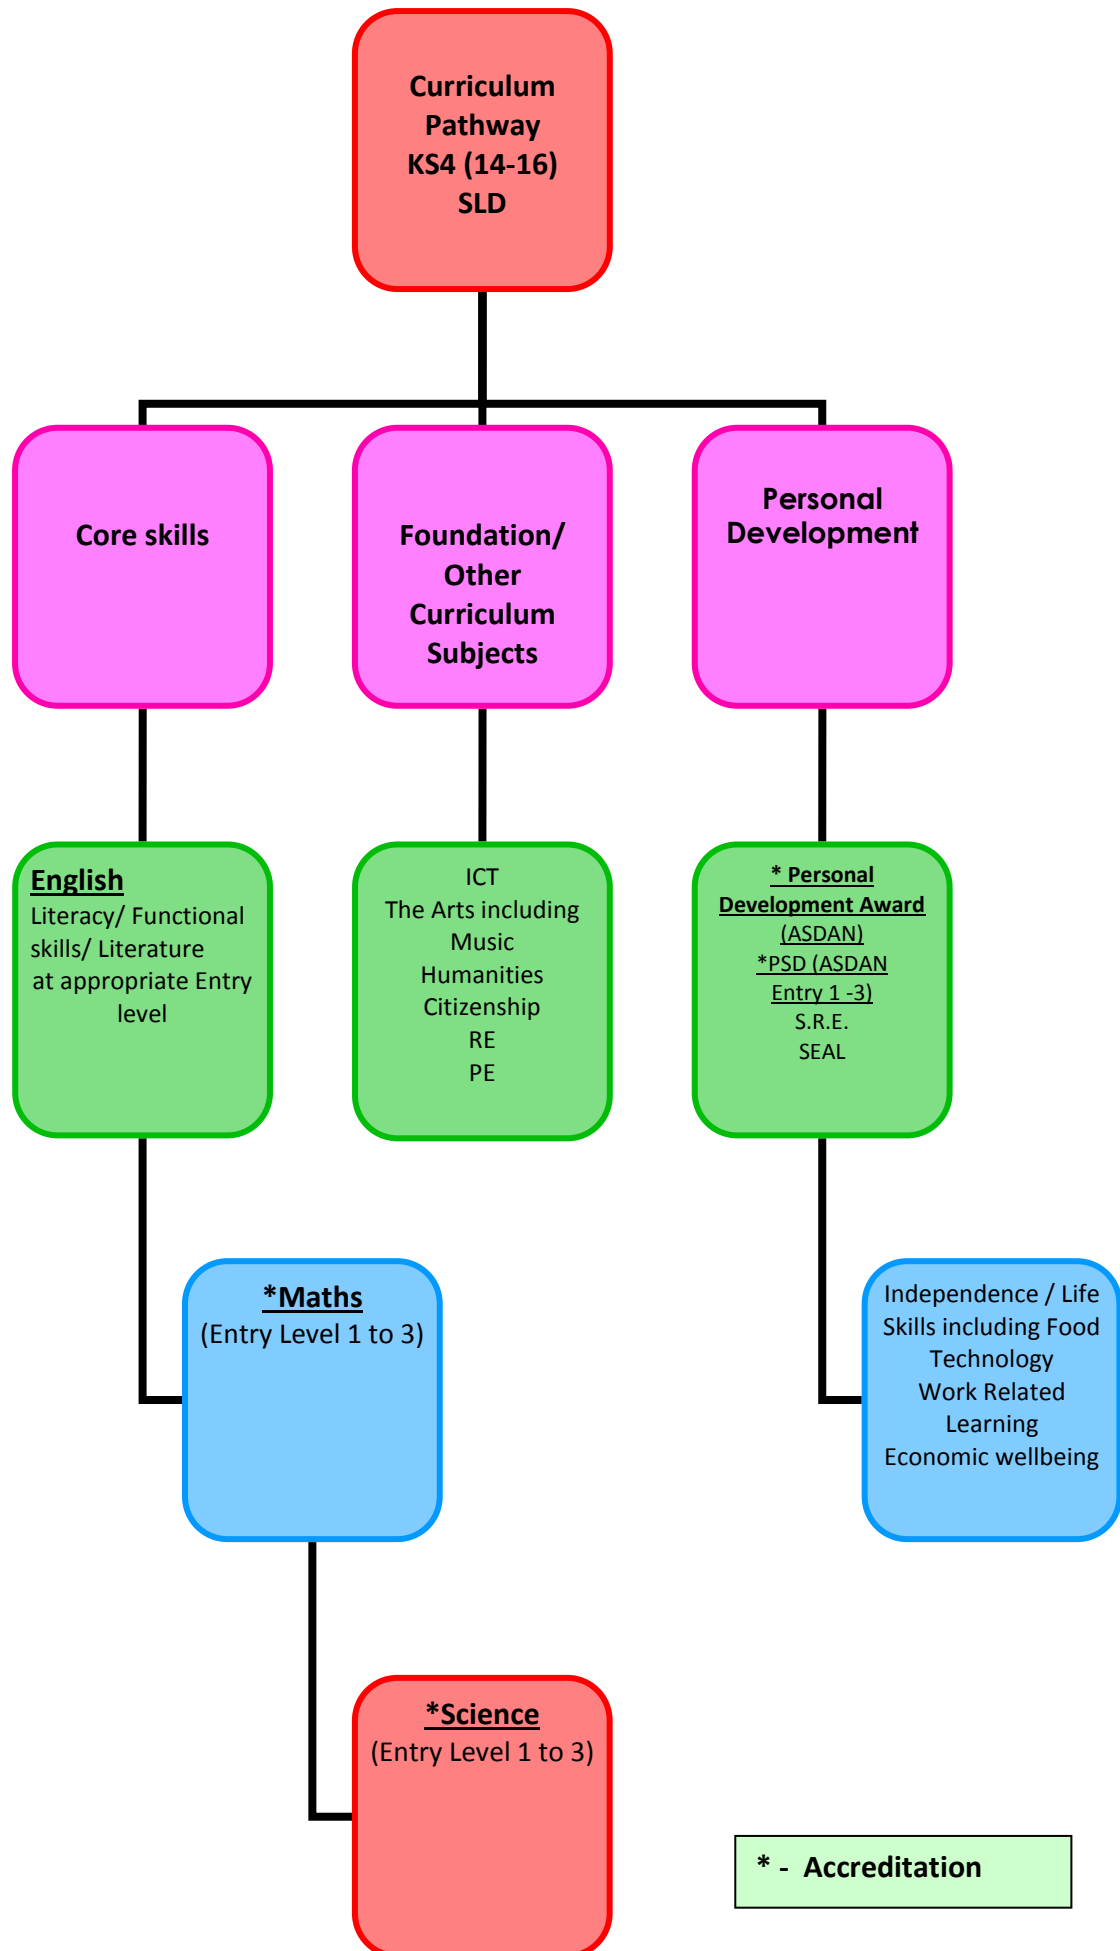 Curriculum
Pathway
KS4 (14-16)
SLD
Core skills
Foundation/
Other
Curriculum
Subjects
Personal
Development
English
Literacy/ Functional
skills/ Literature
at appropriate Entry
level
ICT
The Arts including
Music
Humanities
Citizenship
RE
PE
* Personal
Development Award
(ASDAN)
*PSD (ASDAN
Entry 1 -3)
S.R.E.
SEAL
*Maths
(Entry Level 1 to 3)
Independence / Life
Skills including Food
Technology
Work Related
Learning
Economic wellbeing
*Science
(Entry Level 1 to 3)
* - Accreditation